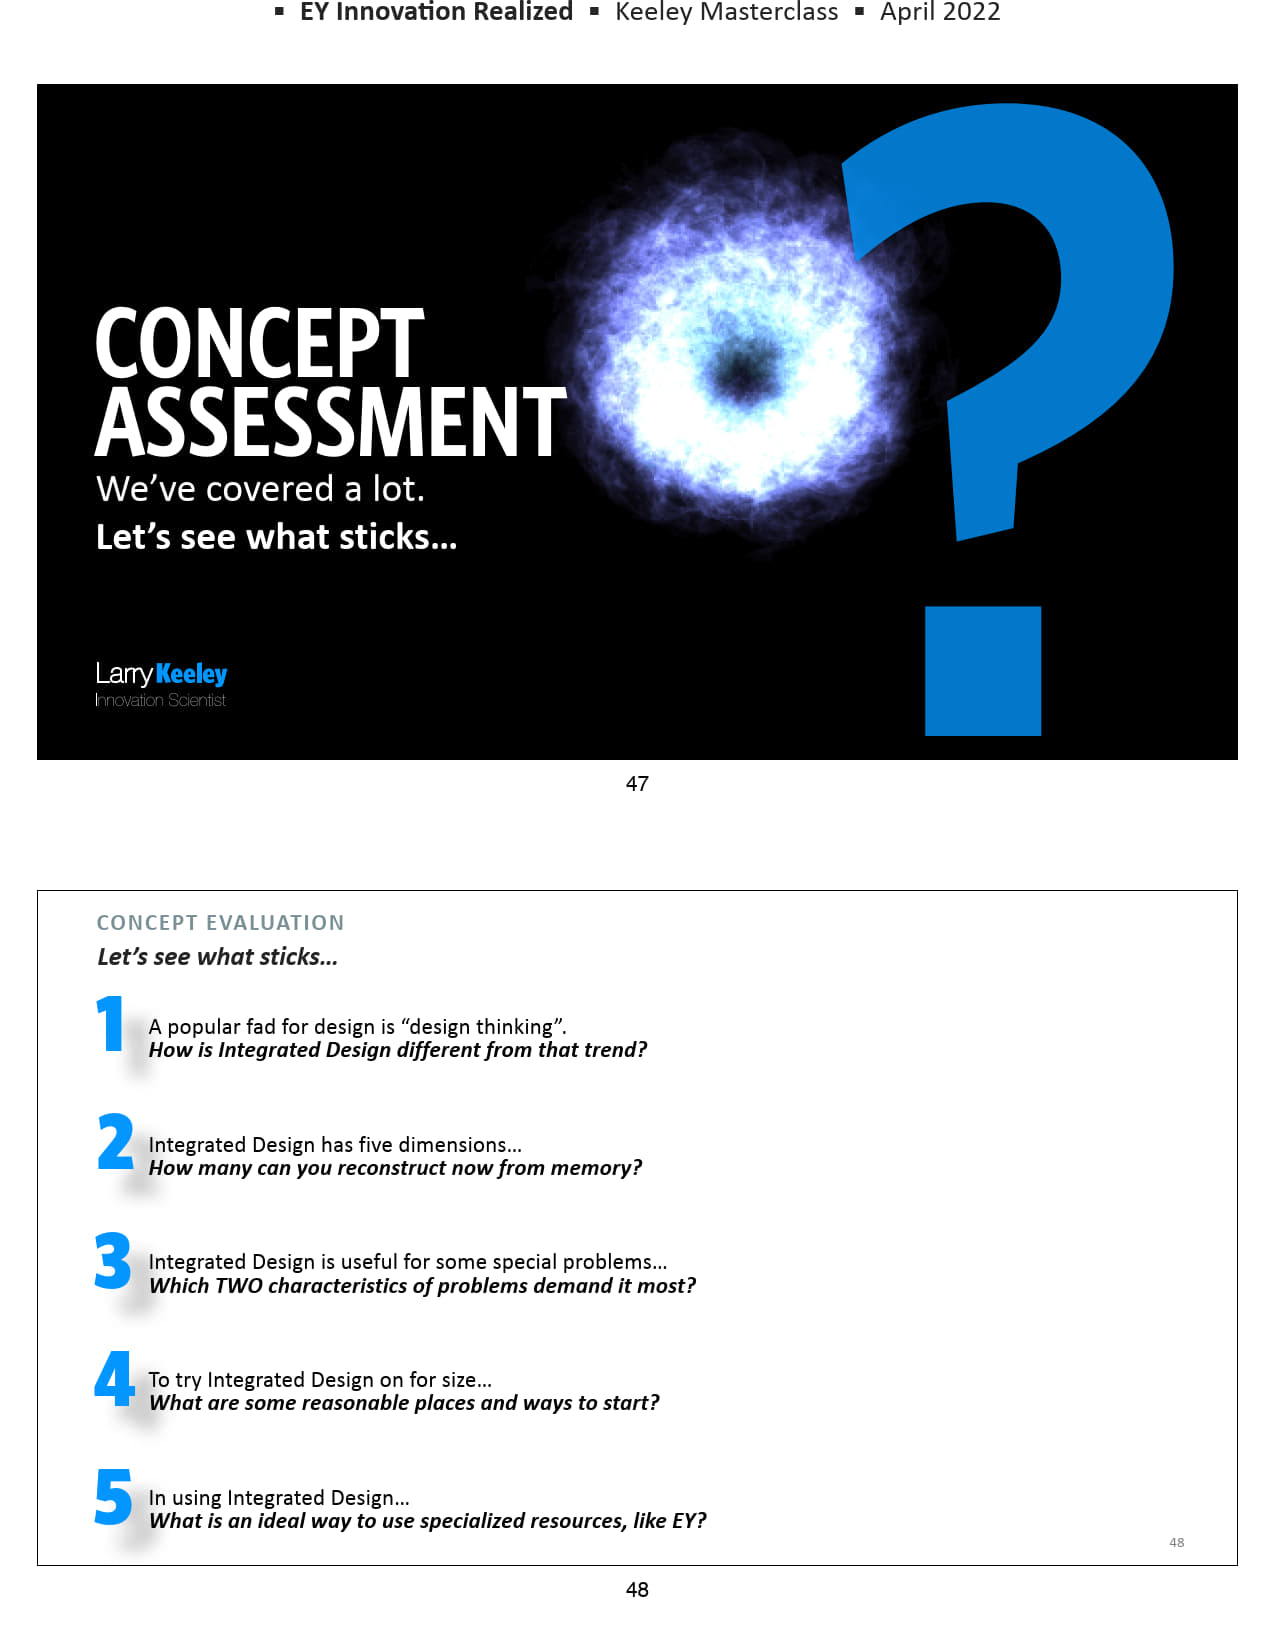 ▪ EY Innovation Realized ▪ Keeley Masterclass ▪ April 2022
CONCEPT
ASSESSMENT
We’ve covered a lot.
Let’s see what sticks…
LarryKeeley
Innovation Scientist
?
47
CONCEPT EVALUATION
Let’s see what sticks…
1
A popular fad for design is “design thinking”.
How is Integrated Design different from that trend?
2
Integrated Design has five dimensions…
How many can you reconstruct now from memory?
3
Integrated Design is useful for some special problems…
Which TWO characteristics of problems demand it most?
4
To try Integrated Design on for size…
What are some reasonable places and ways to start?
5
In using Integrated Design…
What is an ideal way to use specialized resources, like EY?
48
48